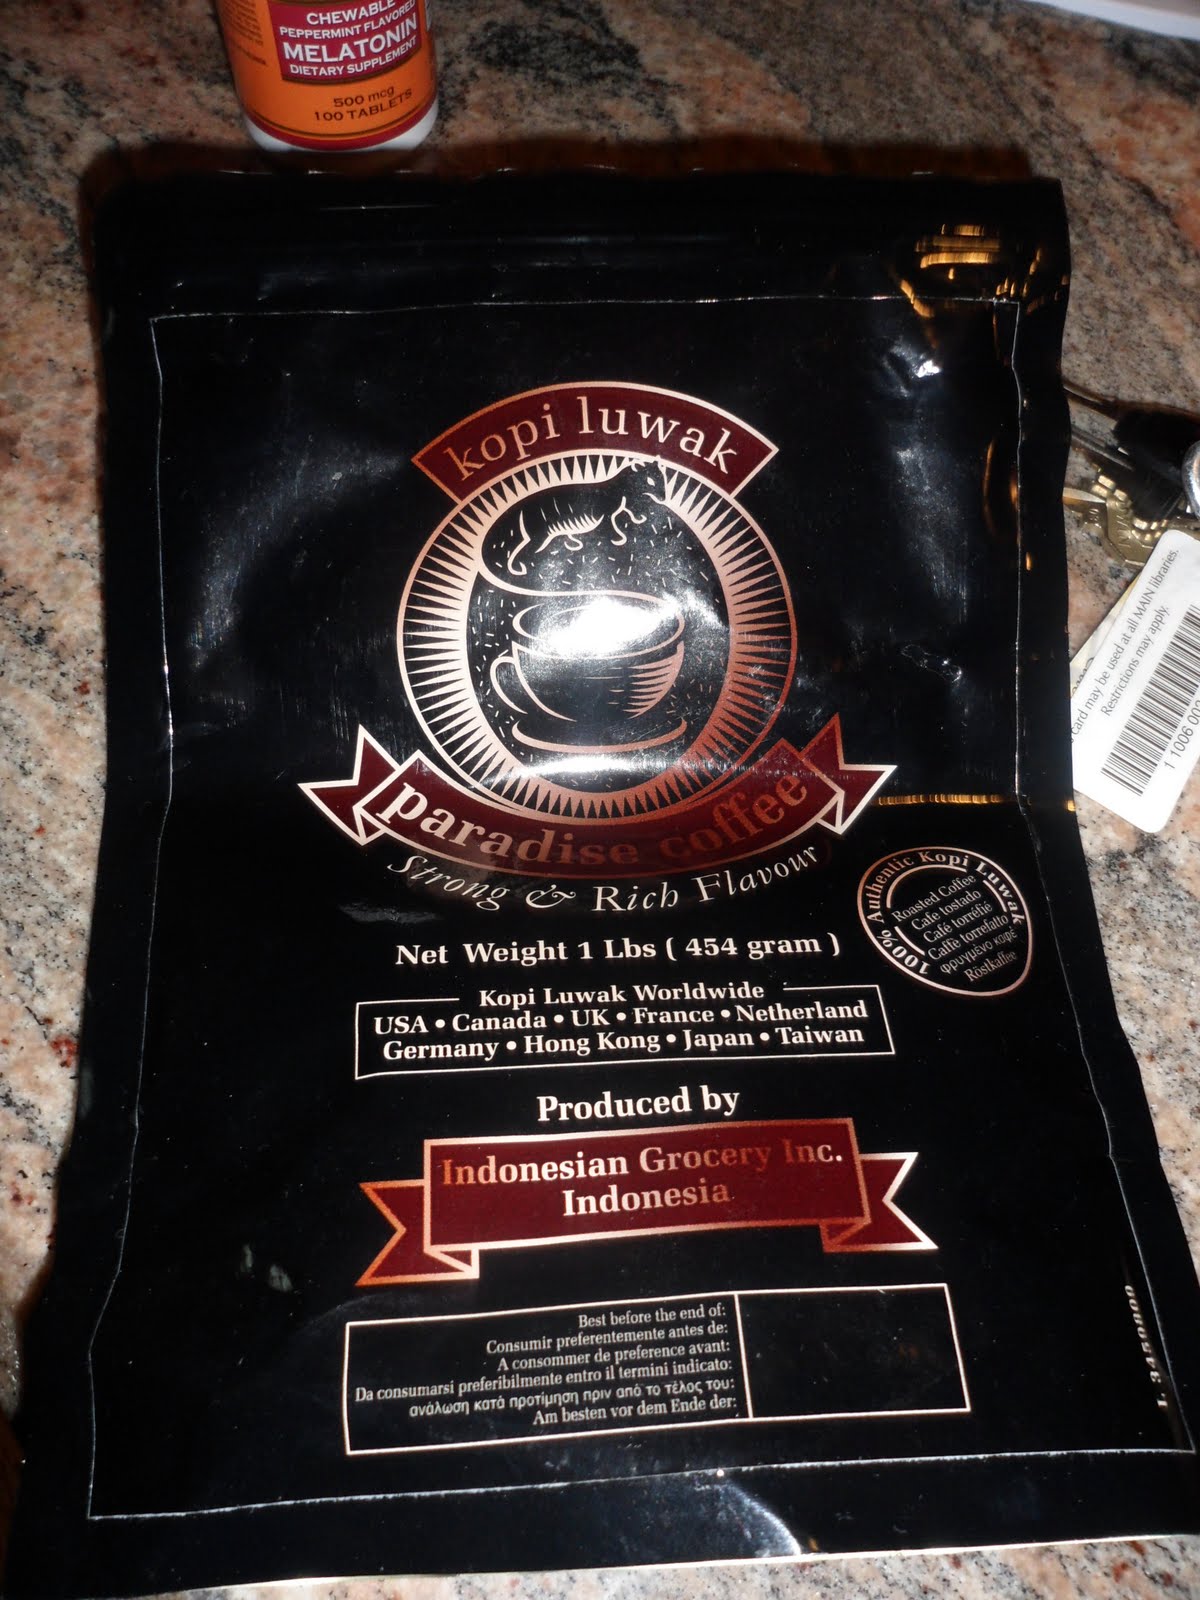 CHEWABLE
PEPPERMINT FLAVORED
MELATONIN
DIETARY SUPPLEMENT
500 mcg
100 TABLETS
kopi luwak
paradise coffee
Strong & Rich Flavour
card may be used at all MAIN libraries.
Restrictions may apply.
1 1006
100% Authentic Kopi Luwak
Roasted Coffee
Cafe tostado
Café torréfié
Caffè torrefatto
φρυγμένο καφέ
Röstkaffee
Net Weight 1 Lbs ( 454 gram )
Kopi Luwak Worldwide
USA • Canada • UK • France • Netherland
Germany • Hong Kong • Japan • Taiwan
Produced by
Indonesian Grocery Inc.
Indonesia
Best before the end of:
Consumir preferentemente antes de:
A consommer de preference avant:
Da consumarsi preferibilmente entro il termini indicato:
ανάλωση κατά προτίμηση πριν από το τέλος του:
Am besten vor dem Ende der: